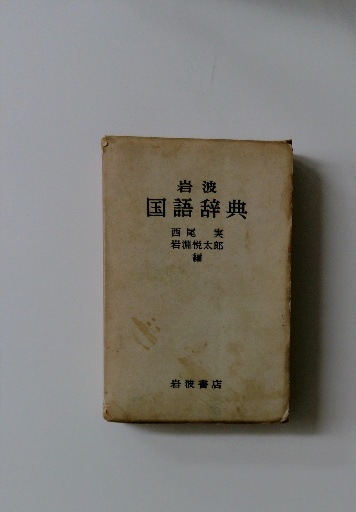 岩波
国語辞典
西尾 実
岩淵悦太郎
編
岩波書店